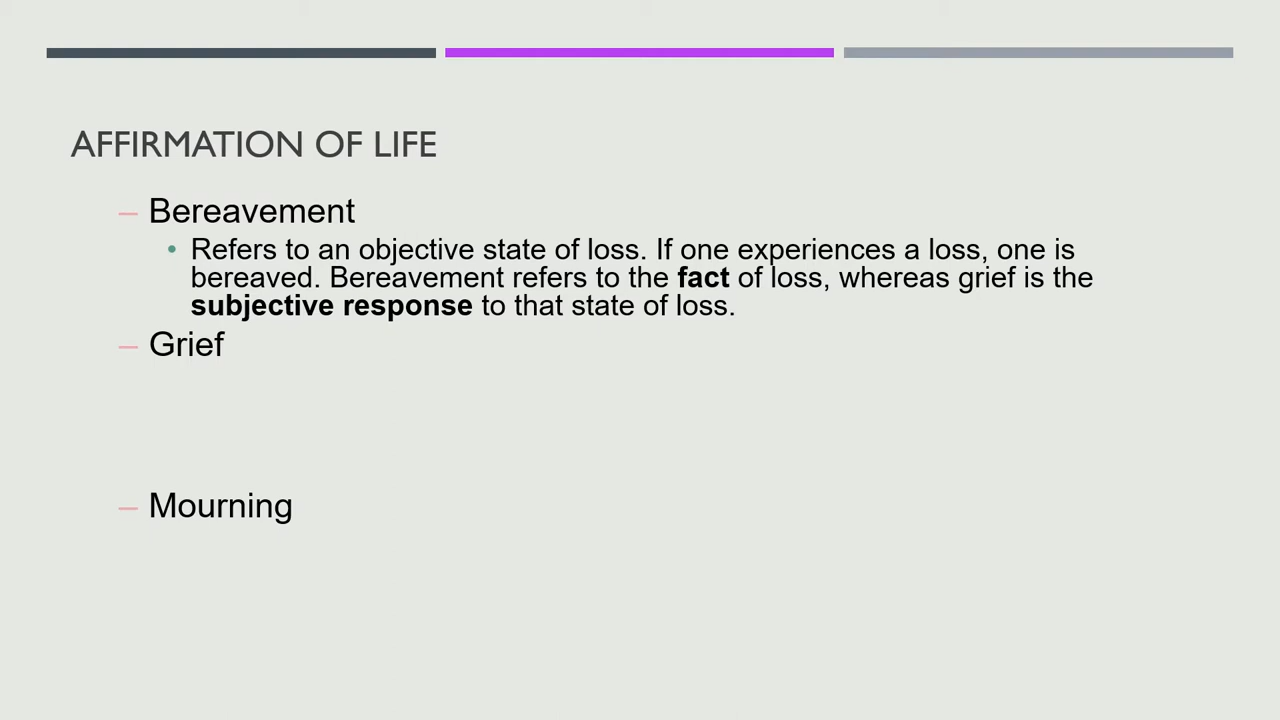 AFFIRMATION OF LIFE
– Bereavement
• Refers to an objective state of loss. If one experiences a loss, one is
bereaved. Bereavement refers to the fact of loss, whereas grief is the
subjective response to that state of loss.
– Grief
– Mourning